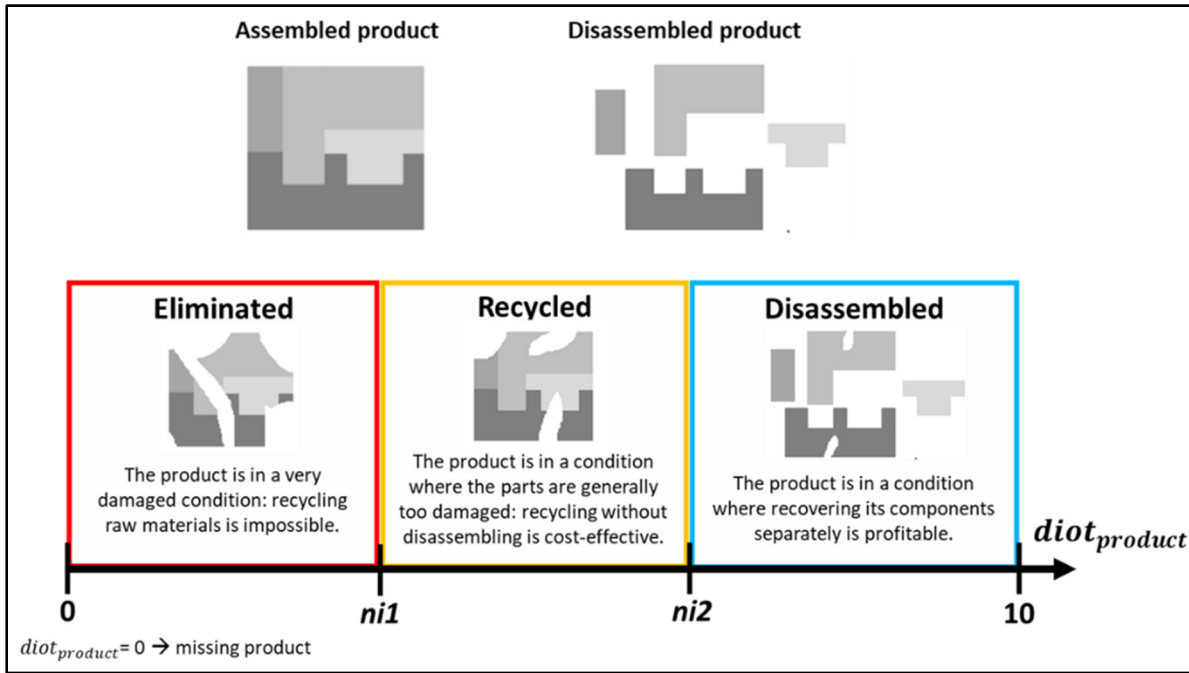 Assembled product
Disassembled product
Eliminated
The product is in a very
damaged condition: recycling
raw materials is impossible.
Recycled
The product is in a condition
where the parts are generally
too damaged: recycling without
disassembling is cost-effective.
Disassembled
The product is in a condition
where recovering its components
separately is profitable.
diot_product
0
ni1
ni2
10
diot_product= 0 → missing product